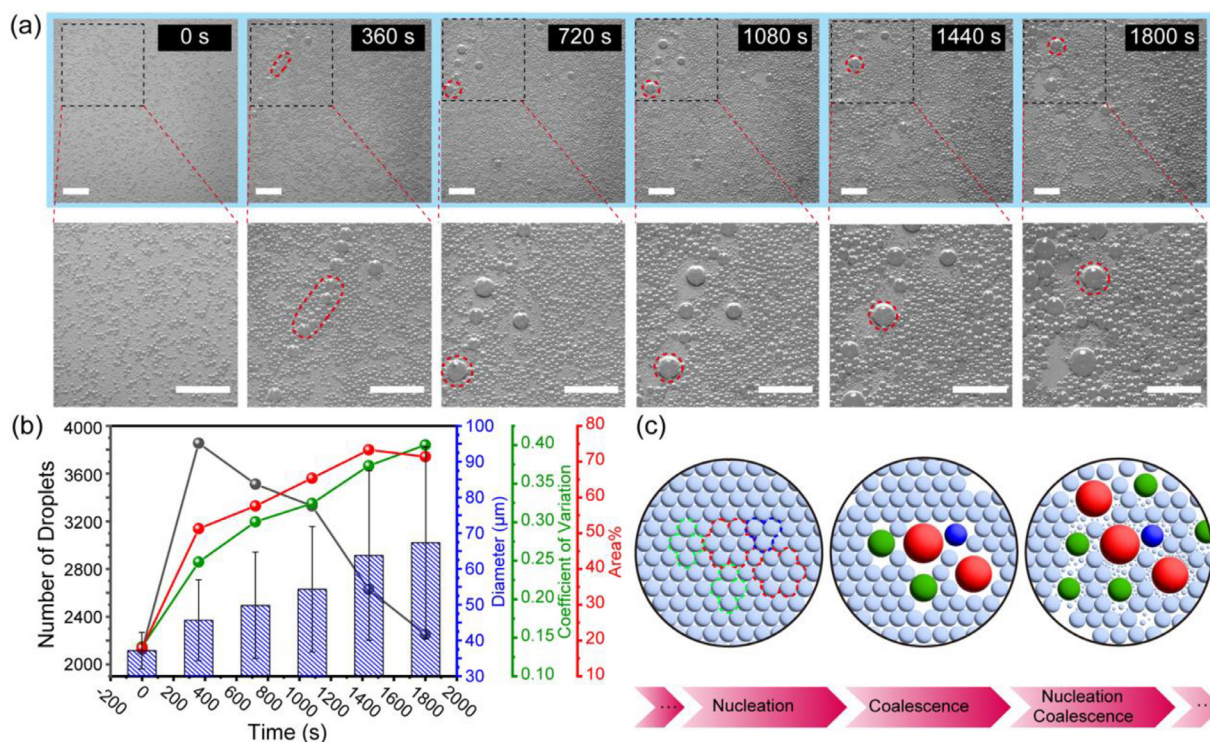 (a)
0 s
360 s
720 s
1080 s
1440 s
1800 s
(b)
Number of Droplets
4000
3600
3200
2800
2400
2000
-200
0
200
400
600
800
1000
1200
1400
1600
1800
2000
Time (s)
100
90
80
70
60
50
40
30
Diameter (μm)
0.40
0.35
0.30
0.25
0.20
0.15
0.10
Coefficient of Variation
80
70
60
50
40
30
20
10
Area%
(c)
...
Nucleation
Coalescence
Nucleation
Coalescence
...